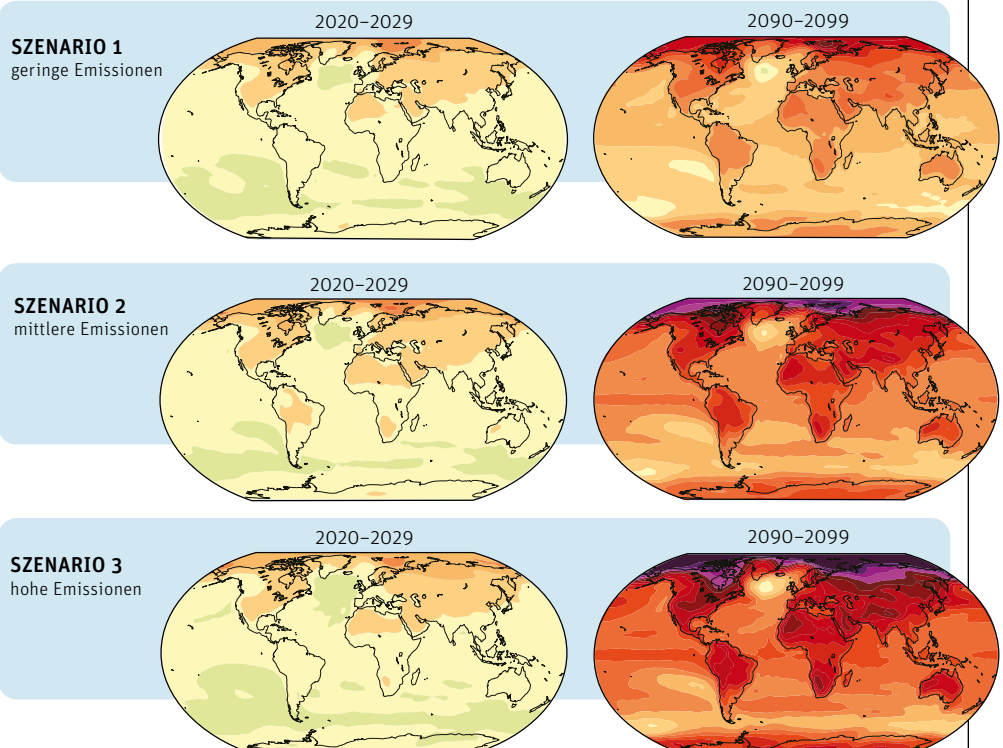 SZENARIO 1
geringe Emissionen
2020–2029
2090–2099
SZENARIO 2
mittlere Emissionen
2020–2029
2090–2099
SZENARIO 3
hohe Emissionen
2020–2029
2090–2099